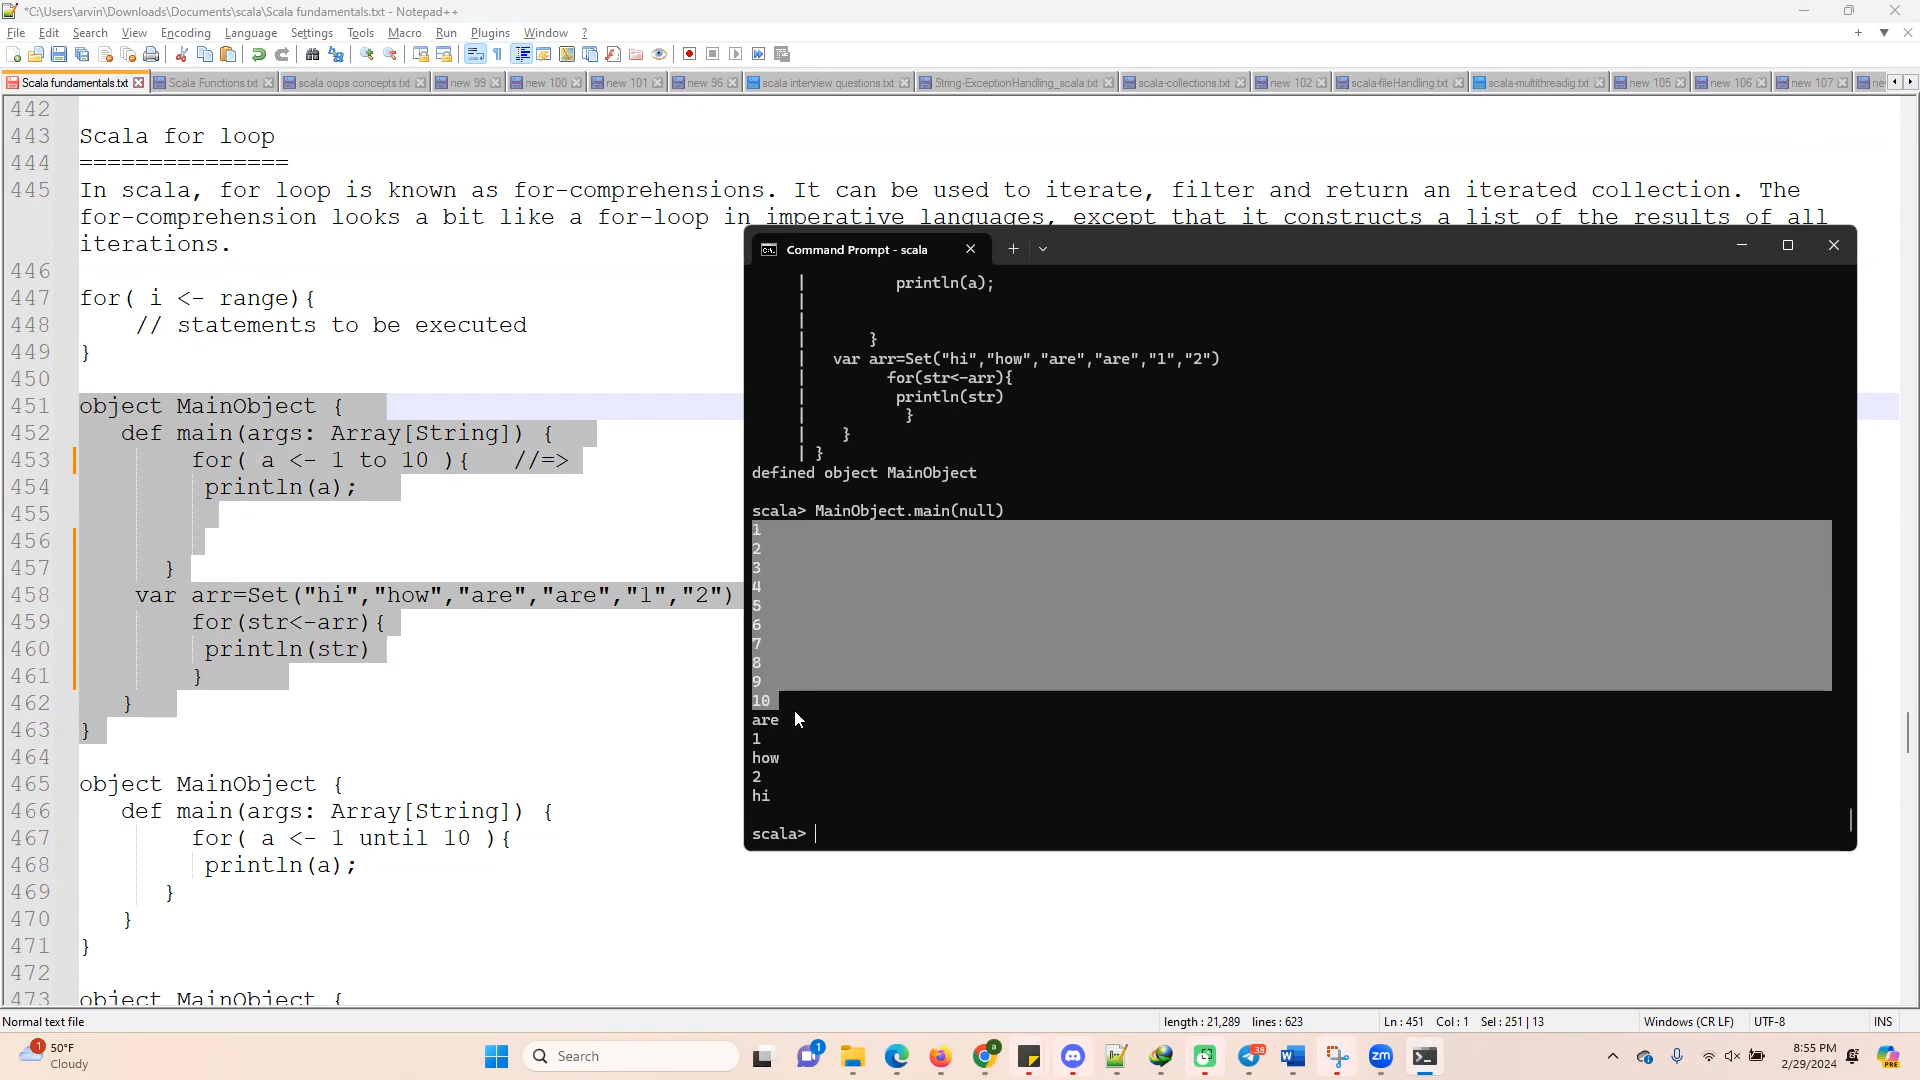 *C:\Users\arvin\Downloads\Documents\scala\Scala fundamentals.txt - Notepad++
File Edit Search View Encoding Language Settings Tools Macro Run Plugins Window ?
Scala fundamentals.txt Scala Functions.txt scala oops concepts.txt new 99 new 100 new 101 new 96 scala interview questions.txt String-ExceptionHandling_scala.txt scala-collections.txt new 102 scala-fileHandling.txt scala-multithreadig.txt new 105 new 106 new 107
442
443 Scala for loop
444 ===============
445 In scala, for loop is known as for-comprehensions. It can be used to iterate, filter and return an iterated collection. The
for-comprehension looks a bit like a for-loop in imperative languages, except that it constructs a list of the results of all
iterations.
446
447 for( i <- range){
448 // statements to be executed
449 }
450
451 object MainObject {
452 def main(args: Array[String]) {
453 for( a <- 1 to 10 ){ //=>
454 println(a);
455
456
457 }
458 var arr=Set("hi","how","are","are","1","2")
459 for(str<-arr){
460 println(str)
461 }
462 }
463 }
464
465 object MainObject {
466 def main(args: Array[String]) {
467 for( a <- 1 until 10 ){
468 println(a);
469 }
470 }
471 }
472
473 object MainObject {
Command Prompt - scala
| println(a);
|
|
| }
| var arr=Set("hi","how","are","are","1","2")
| for(str<-arr){
| println(str)
| }
| }
| }
defined object MainObject
scala> MainObject.main(null)
1
2
3
4
5
6
7
8
9
10
are
1
how
2
hi
scala>
Normal text file length : 21,289 lines : 623 Ln : 451 Col : 1 Sel : 251 | 13 Windows (CR LF) UTF-8 INS
1 50°F
Cloudy
Search
8:55 PM
2/29/2024